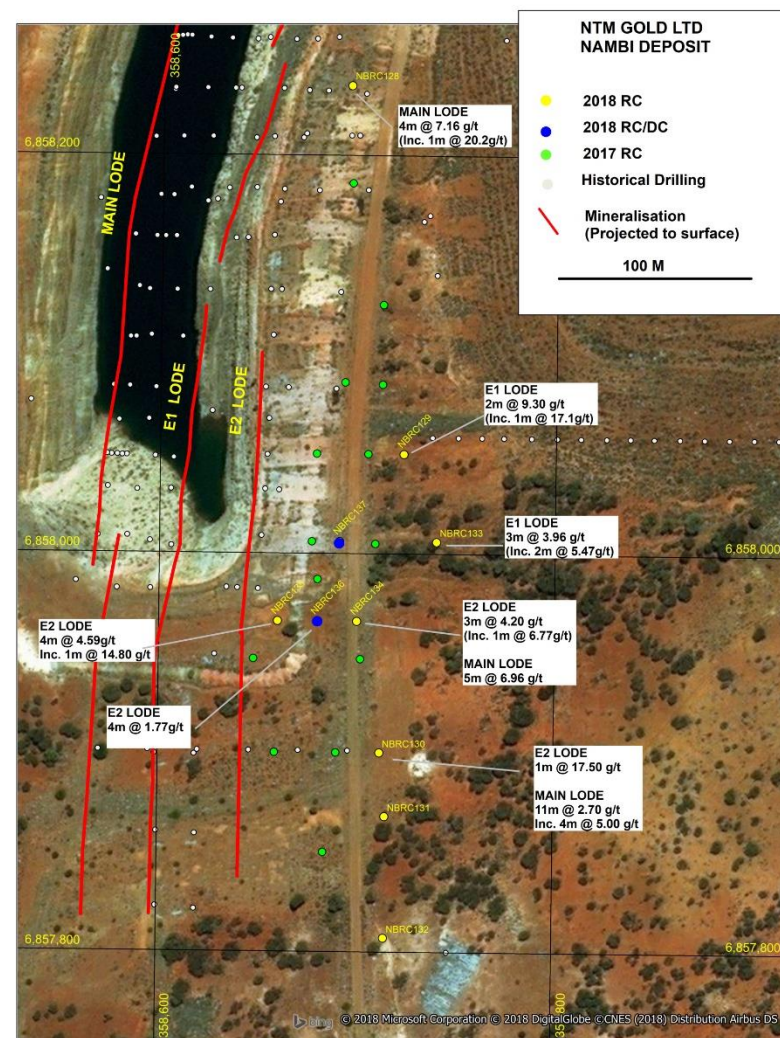 NTM GOLD LTD
NAMBI DEPOSIT
2018 RC
2018 RC/DC
2017 RC
Historical Drilling
Mineralisation
(Projected to surface)
100 M
358,600
NBRC128
MAIN LODE
4m @ 7.16 g/t
(Inc. 1m @ 20.2g/t)
6,858,200
MAIN LODE
E1 LODE
E2 LODE
E1 LODE
2m @ 9.30 g/t
(Inc. 1m @ 17.1g/t)
NBRC129
NBRC137
NBRC133
E1 LODE
3m @ 3.96 g/t
(Inc. 2m @ 5.47g/t)
6,858,000
6,858,000
NBRC136
NBRC134
E2 LODE
4m @ 4.59g/t
Inc. 1m @ 14.80 g/t
E2 LODE
3m @ 4.20 g/t
(Inc. 1m @ 6.77g/t)
MAIN LODE
5m @ 6.96 g/t
E2 LODE
4m @ 1.77g/t
NBRC130
E2 LODE
1m @ 17.50 g/t
MAIN LODE
11m @ 2.70 g/t
Inc. 4m @ 5.00 g/t
NBRC131
NBRC132
6,857,800
6,857,800
358,600
bing
© 2018 Microsoft Corporation © 2018 DigitalGlobe ©CNES (2018) Distribution Airbus DS